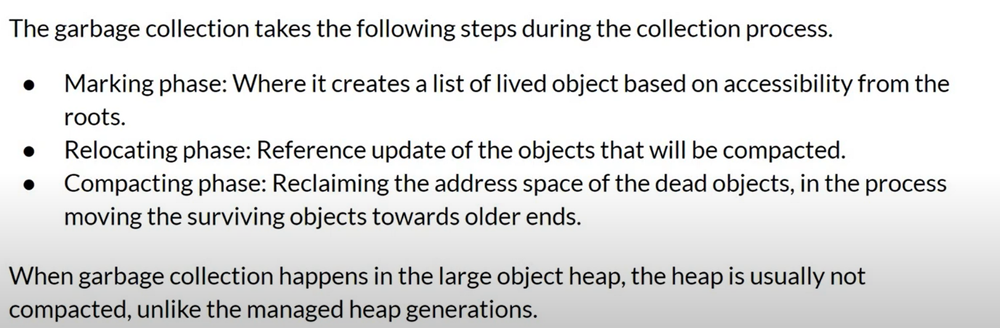 The garbage collection takes the following steps during the collection process.
● Marking phase: Where it creates a list of lived object based on accessibility from the
roots.
● Relocating phase: Reference update of the objects that will be compacted.
● Compacting phase: Reclaiming the address space of the dead objects, in the process
moving the surviving objects towards older ends.
When garbage collection happens in the large object heap, the heap is usually not
compacted, unlike the managed heap generations.